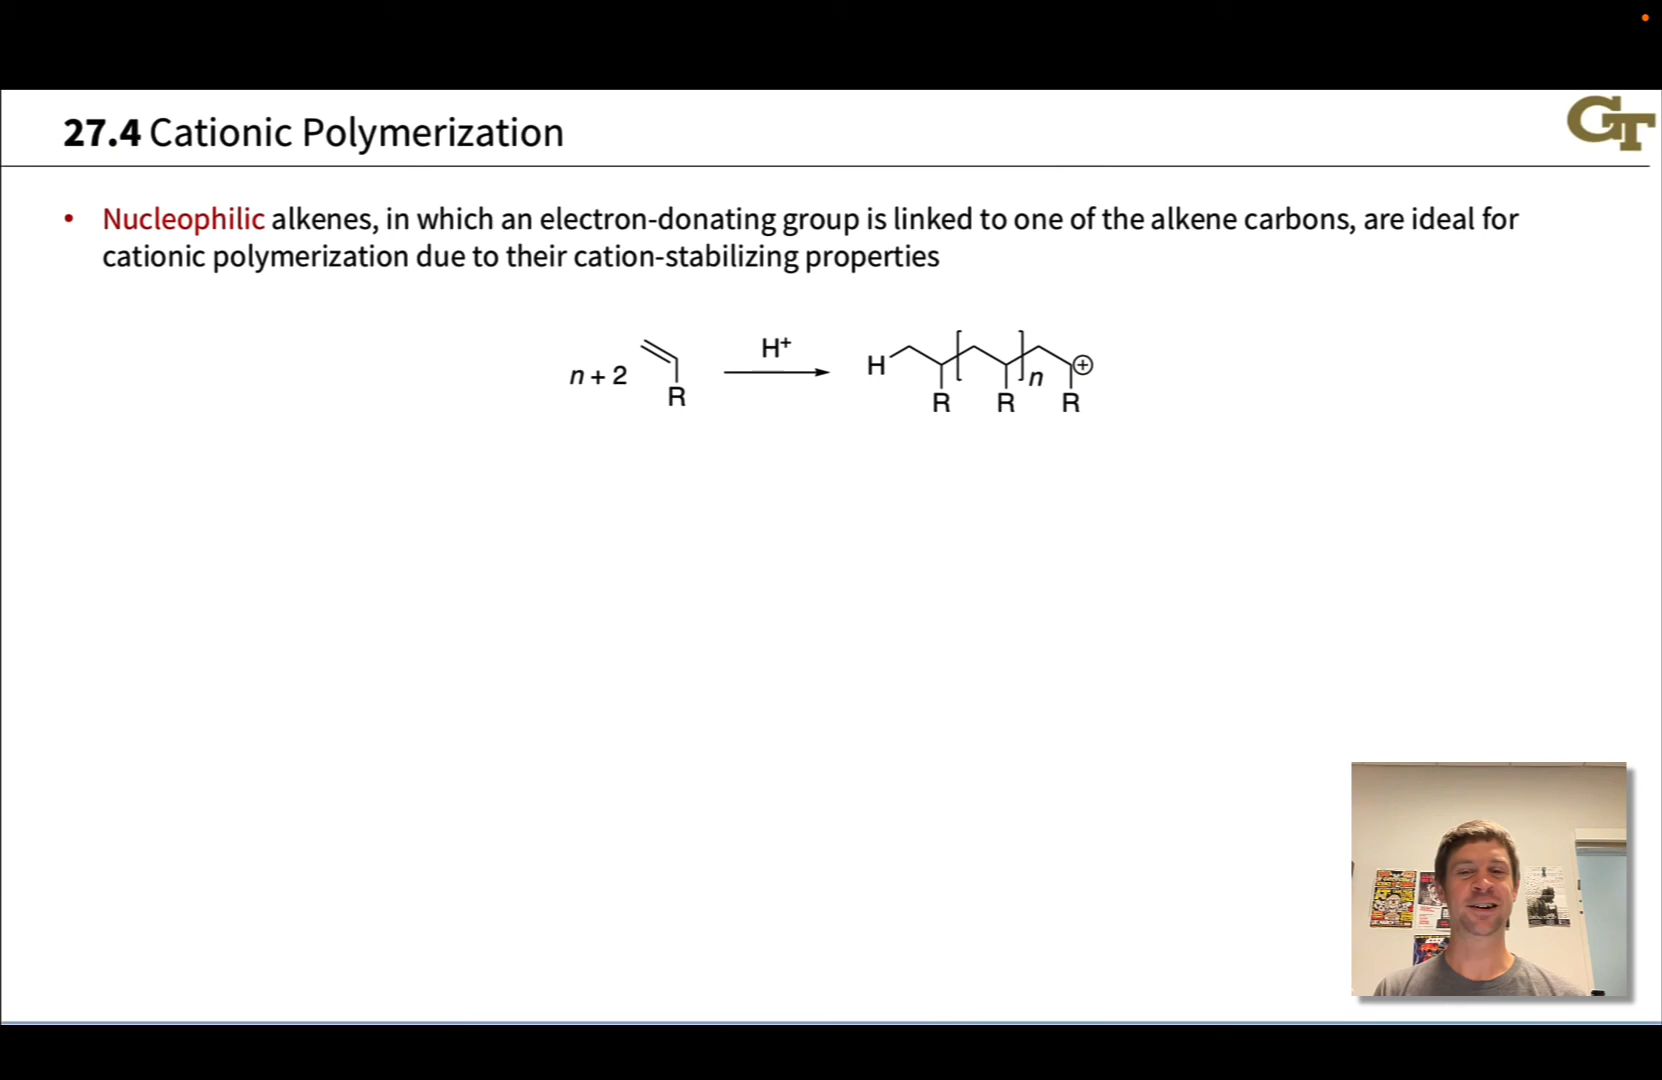 GT
27.4 Cationic Polymerization
• Nucleophilic alkenes, in which an electron-donating group is linked to one of the alkene carbons, are ideal for
cationic polymerization due to their cation-stabilizing properties
n + 2
R
H⁺
H
n
⊕
R R R